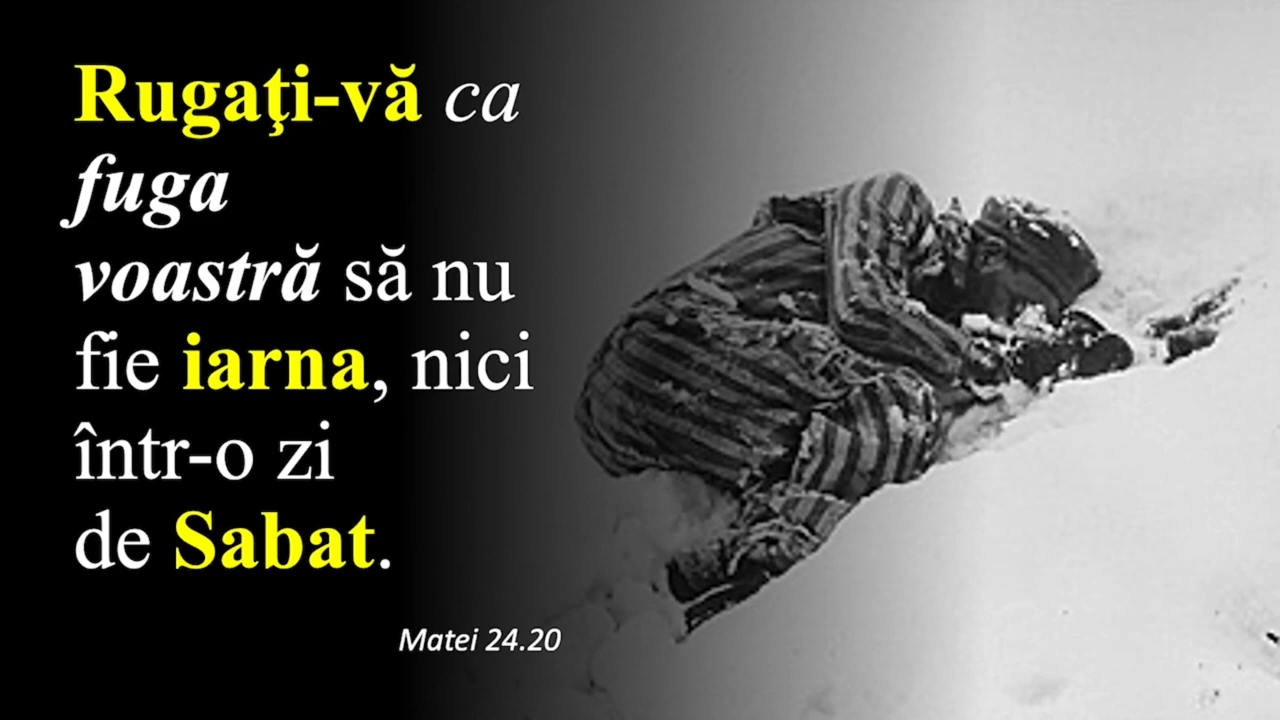 Rugaţi-vă ca
fuga
voastră să nu
fie iarna, nici
într-o zi
de Sabat.
Matei 24.20